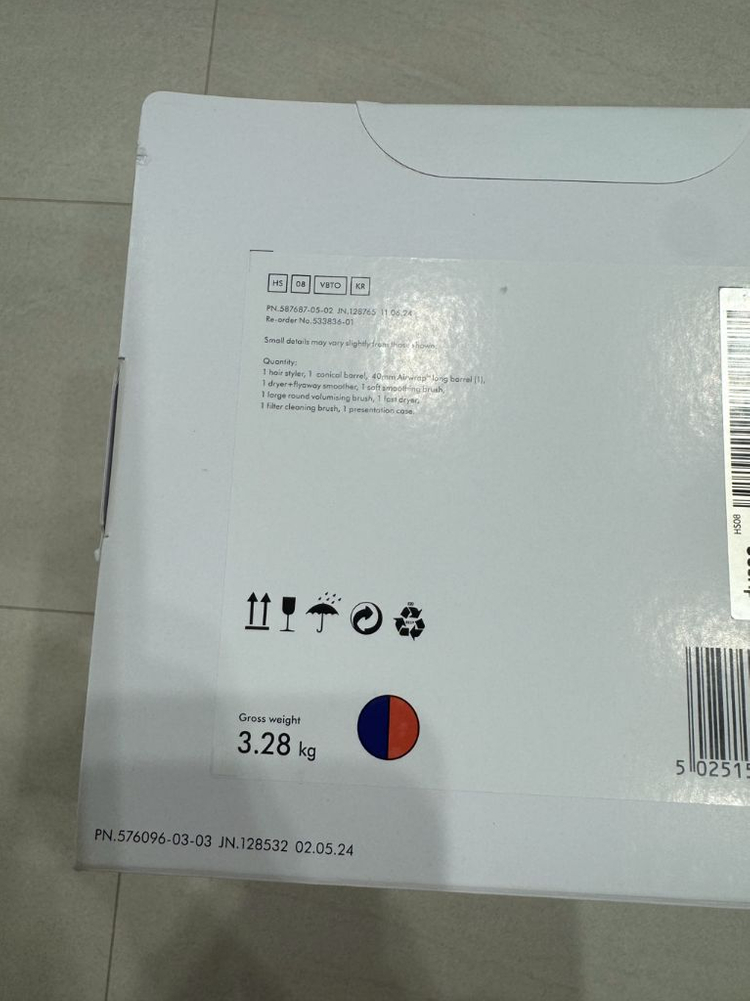 HS 08 VBTO KR
PN.587687-05-02 JN.128765 11.06.24
Re-order No.533836-01
Small details may vary slightly from those shown.
Quantity:
1 hair styler, 1 conical barrel, 40mm Airwrap™ long barrel (1),
1 dryer+flyaway smoother, 1 soft smoothing brush,
1 large round volumising brush, 1 fast dryer,
1 filter cleaning brush, 1 presentation case.
HS08
Gross weight
3.28 kg
5 02515
PN.576096-03-03 JN.128532 02.05.24